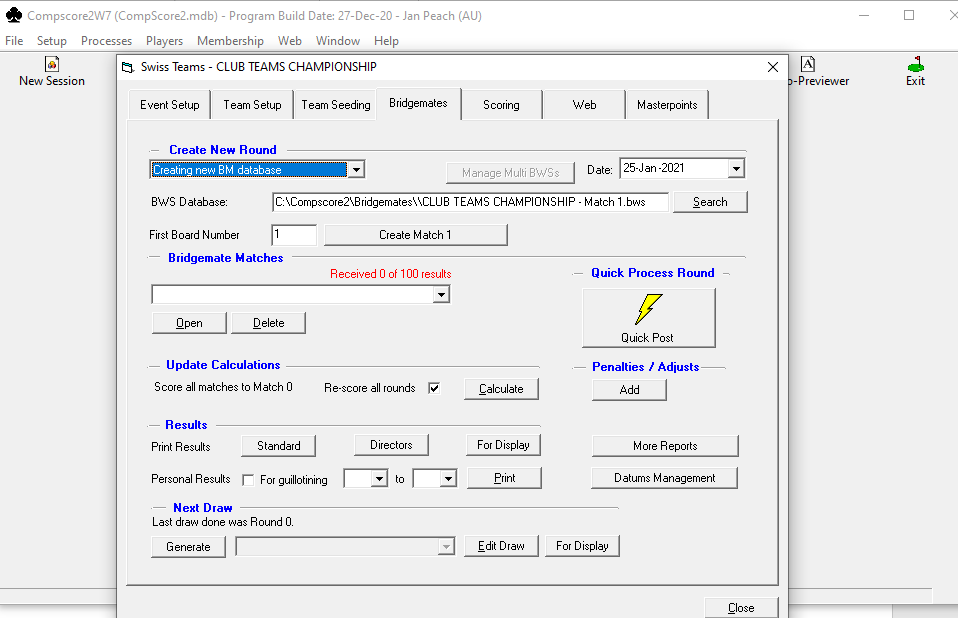 Compscore2W7 (CompScore2.mdb) - Program Build Date: 27-Dec-20 - Jan Peach (AU)
File Setup Processes Players Membership Web Window Help
New Session
o-Previewer
Exit
Swiss Teams - CLUB TEAMS CHAMPIONSHIP
Event Setup Team Setup Team Seeding Bridgemates Scoring Web Masterpoints
Create New Round
Creating new BM database
Manage Multi BWSs
Date: 25-Jan-2021
BWS Database: C:\Compscore2\Bridgemates\\CLUB TEAMS CHAMPIONSHIP - Match 1.bws Search
First Board Number 1 Create Match 1
Bridgemate Matches
Received 0 of 100 results
Quick Process Round
Open Delete
Quick Post
Update Calculations
Penalties / Adjusts
Score all matches to Match 0 Re-score all rounds Calculate
Add
Results
Print Results Standard Directors For Display More Reports
Personal Results For guillotining to Print Datums Management
Next Draw
Last draw done was Round 0.
Generate Edit Draw For Display
Close